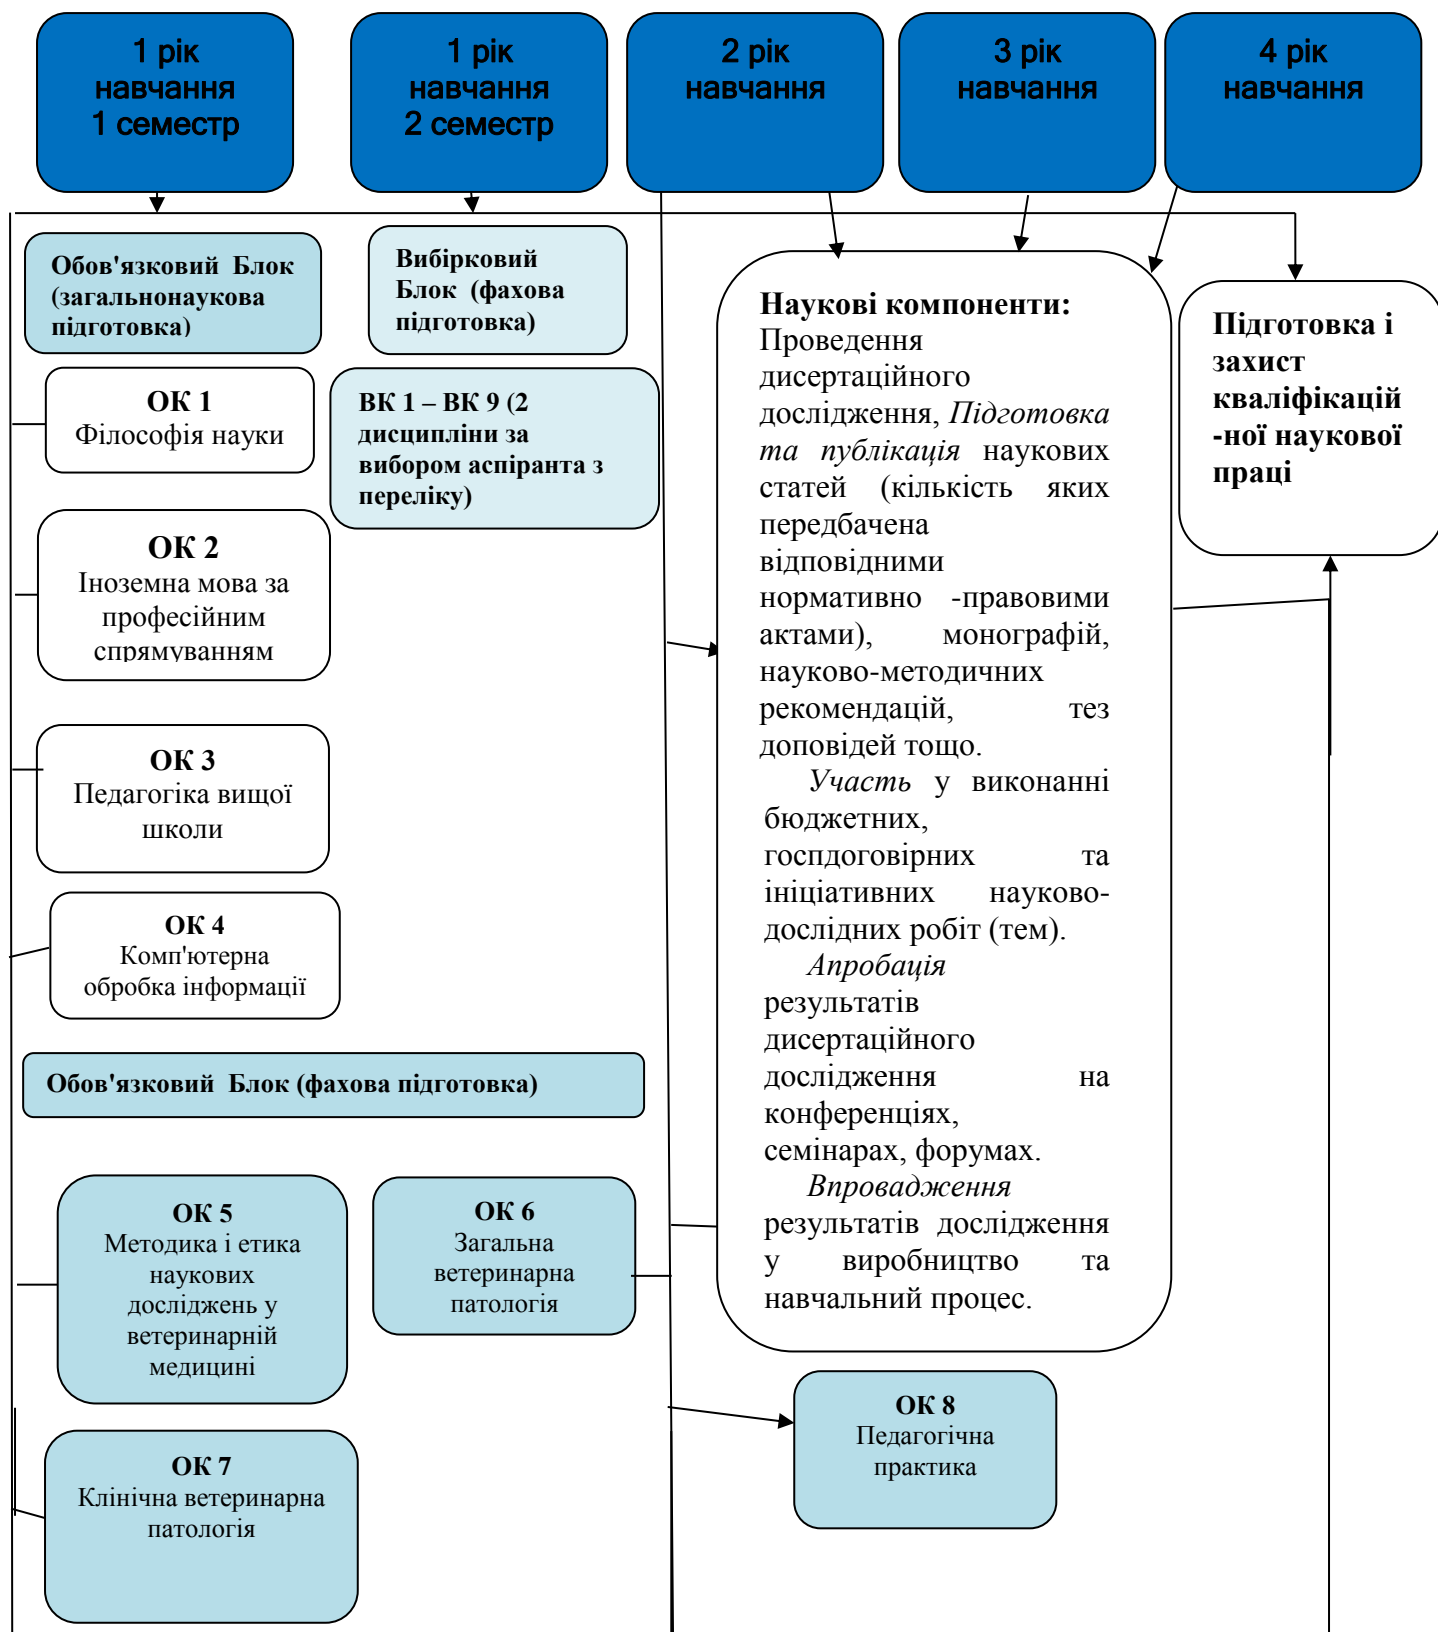 1 рік
навчання
1 семестр
1 рік
навчання
2 семестр
2 рік
навчання
3 рік
навчання
4 рік
навчання
Обов'язковий Блок
(загальнонаукова
підготовка)
Вибірковий
Блок (фахова
підготовка)
ОК 1
Філософія науки
ВК 1 – ВК 9 (2
дисципліни за
вибором аспіранта з
переліку)
ОК 2
Іноземна мова за
професійним
спрямуванням
ОК 3
Педагогіка вищої
школи
ОК 4
Комп'ютерна
обробка інформації
Обов'язковий Блок (фахова підготовка)
ОК 5
Методика і етика
наукових
досліджень у
ветеринарній
медицині
ОК 6
Загальна
ветеринарна
патологія
ОК 7
Клінічна ветеринарна
патологія
Наукові компоненти:
Проведення
дисертаційного
дослідження, Підготовка
та публікація наукових
статей (кількість яких
передбачена
відповідними
нормативно -правовими
актами), монографій,
науково-методичних
рекомендацій, тез
доповідей тощо.
Участь у виконанні
бюджетних,
госпдоговірних та
ініціативних науково-
дослідних робіт (тем).
Апробація
результатів
дисертаційного
дослідження на
конференціях,
семінарах, форумах.
Впровадження
результатів дослідження
у виробництво та
навчальний процес.
ОК 8
Педагогічна
практика
Підготовка і
захист
кваліфікацій
-ної наукової
праці